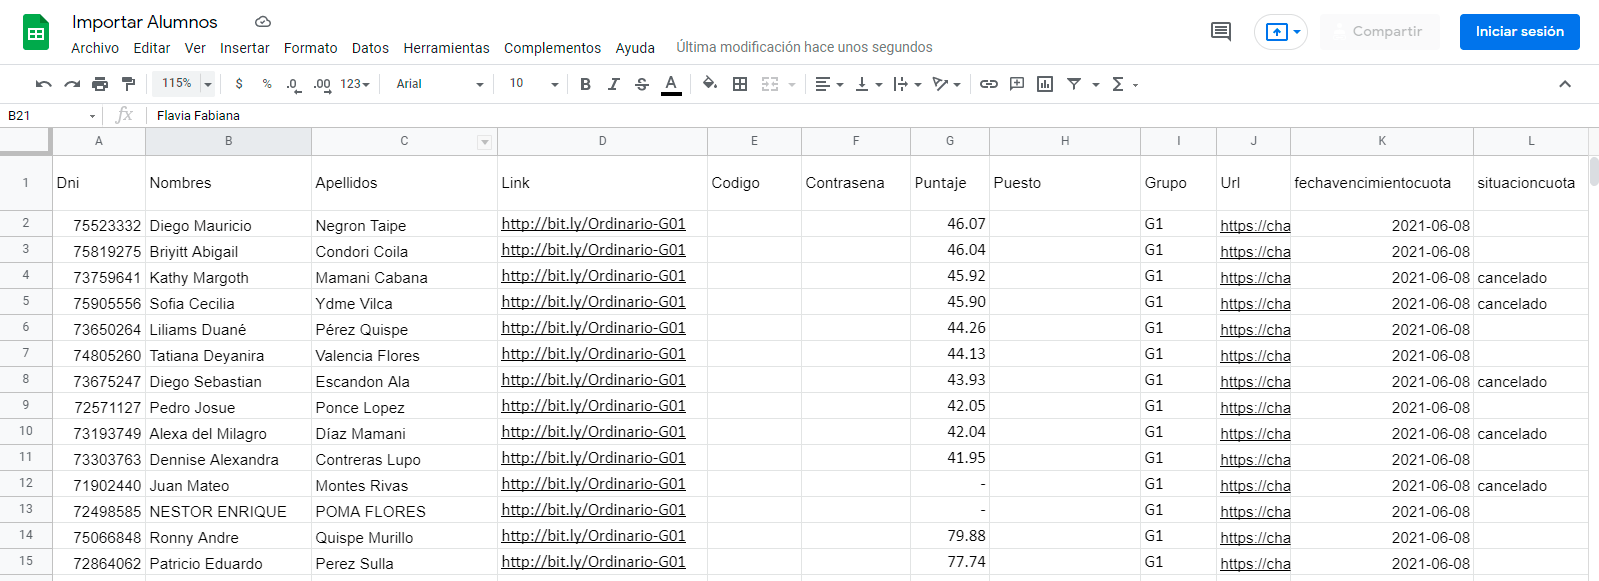 Importar Alumnos
Archivo Editar Ver Insertar Formato Datos Herramientas Complementos Ayuda Última modificación hace unos segundos
Compartir
Iniciar sesión
115% $ % .0 .00 123 Arial 10 B I S A Σ
B21 fx Flavia Fabiana
A B C D E F G H I J K L
1 Dni Nombres Apellidos Link Codigo Contrasena Puntaje Puesto Grupo Url fechavencimientocuota situacioncuota
2 75523332 Diego Mauricio Negron Taipe http://bit.ly/Ordinario-G01 46.07 G1 https://cha 2021-06-08
3 75819275 Briyitt Abigail Condori Coila http://bit.ly/Ordinario-G01 46.04 G1 https://cha 2021-06-08
4 73759641 Kathy Margoth Mamani Cabana http://bit.ly/Ordinario-G01 45.92 G1 https://cha 2021-06-08 cancelado
5 75905556 Sofia Cecilia Ydme Vilca http://bit.ly/Ordinario-G01 45.90 G1 https://cha 2021-06-08 cancelado
6 73650264 Liliams Duané Pérez Quispe http://bit.ly/Ordinario-G01 44.26 G1 https://cha 2021-06-08
7 74805260 Tatiana Deyanira Valencia Flores http://bit.ly/Ordinario-G01 44.13 G1 https://cha 2021-06-08
8 73675247 Diego Sebastian Escandon Ala http://bit.ly/Ordinario-G01 43.93 G1 https://cha 2021-06-08 cancelado
9 72571127 Pedro Josue Ponce Lopez http://bit.ly/Ordinario-G01 42.05 G1 https://cha 2021-06-08
10 73193749 Alexa del Milagro Díaz Mamani http://bit.ly/Ordinario-G01 42.04 G1 https://cha 2021-06-08 cancelado
11 73303763 Dennise Alexandra Contreras Lupo http://bit.ly/Ordinario-G01 41.95 G1 https://cha 2021-06-08
12 71902440 Juan Mateo Montes Rivas http://bit.ly/Ordinario-G01 - G1 https://cha 2021-06-08 cancelado
13 72498585 NESTOR ENRIQUE POMA FLORES http://bit.ly/Ordinario-G01 - G1 https://cha 2021-06-08
14 75066848 Ronny Andre Quispe Murillo http://bit.ly/Ordinario-G01 79.88 G1 https://cha 2021-06-08
15 72864062 Patricio Eduardo Perez Sulla http://bit.ly/Ordinario-G01 77.74 G1 https://cha 2021-06-08